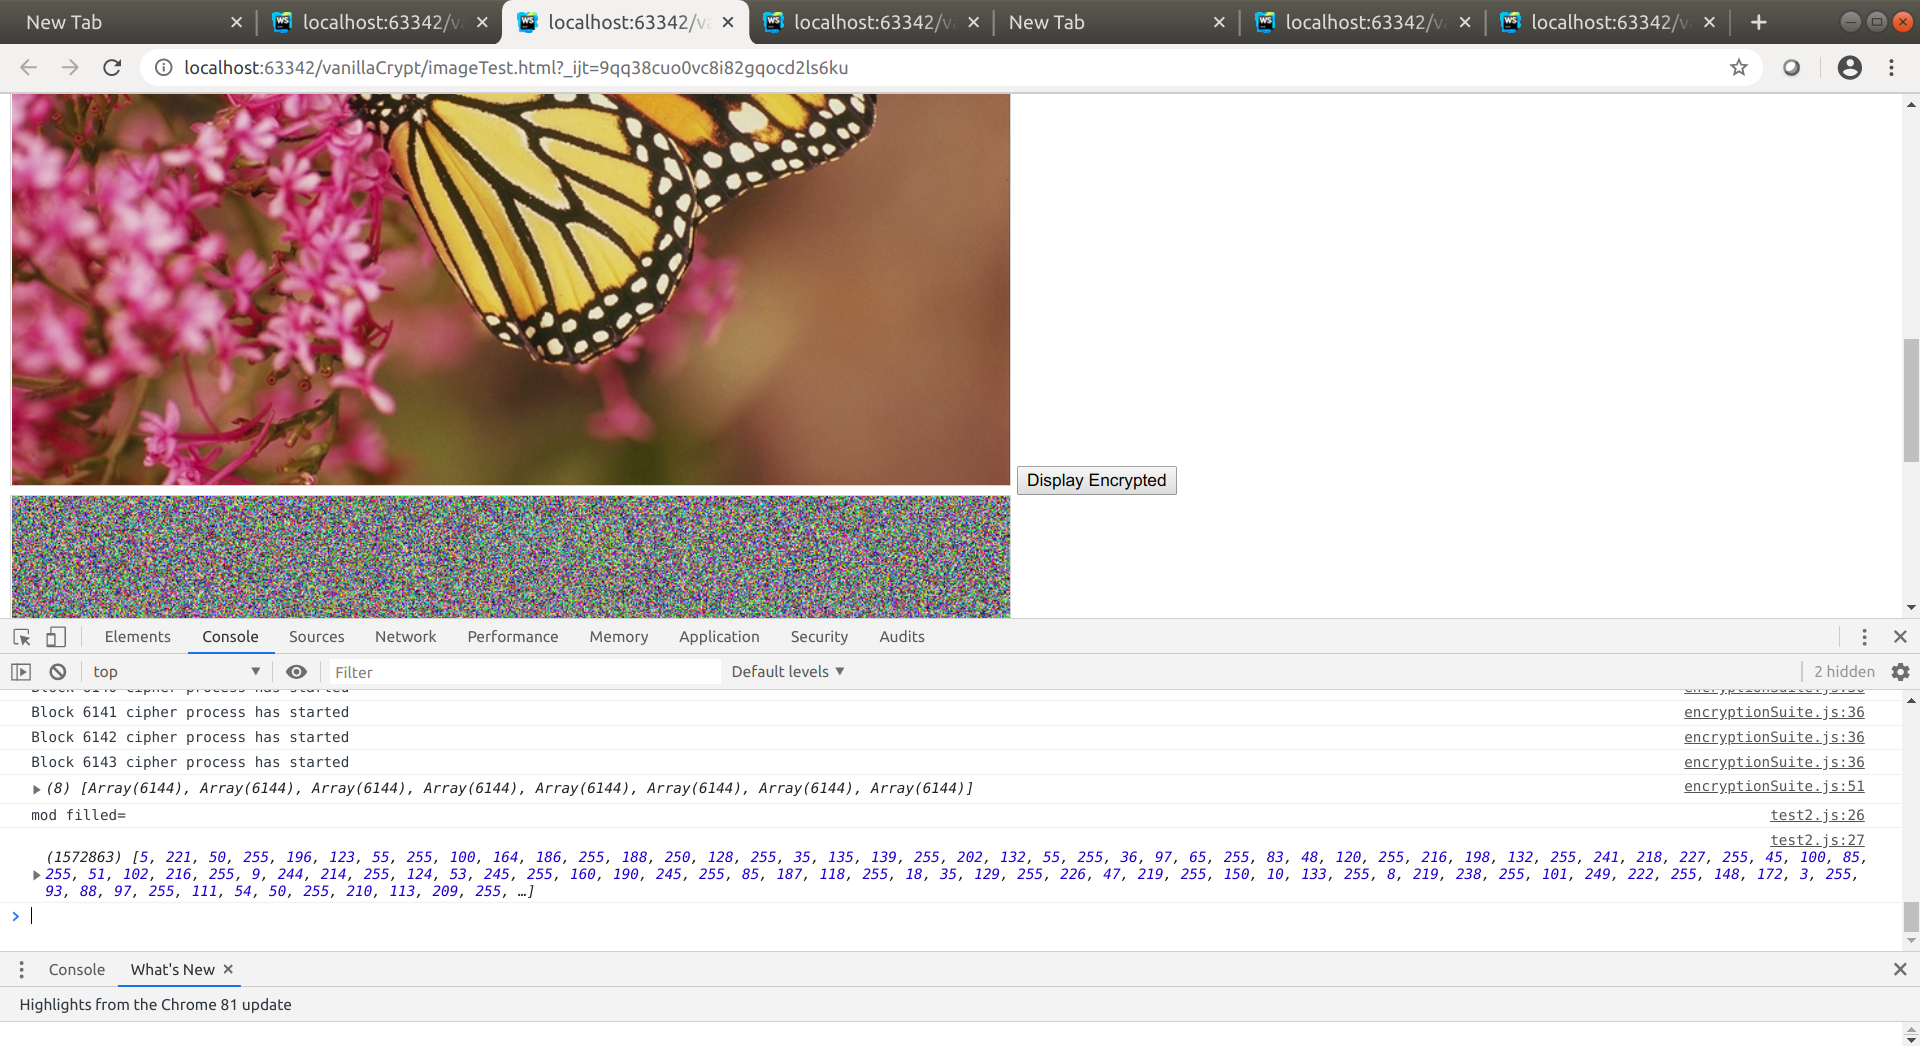 New Tab
localhost:63342/v
localhost:63342/v
localhost:63342/v
New Tab
localhost:63342/v
localhost:63342/v
localhost:63342/vanillaCrypt/imageTest.html?_ijt=9qq38cuo0vc8i82gqocd2ls6ku
Display Encrypted
Elements Console Sources Network Performance Memory Application Security Audits
top Filter Default levels 2 hidden
Block 6140 cipher process has started encryptionSuite.js:36
Block 6141 cipher process has started encryptionSuite.js:36
Block 6142 cipher process has started encryptionSuite.js:36
Block 6143 cipher process has started encryptionSuite.js:36
(8) [Array(6144), Array(6144), Array(6144), Array(6144), Array(6144), Array(6144), Array(6144), Array(6144)] encryptionSuite.js:51
mod filled= test2.js:26
test2.js:27
(1572863) [5, 221, 50, 255, 196, 123, 55, 255, 100, 164, 186, 255, 188, 250, 128, 255, 35, 135, 139, 255, 202, 132, 55, 255, 36, 97, 65, 255, 83, 48, 120, 255, 216, 198, 132, 255, 241, 218, 227, 255, 45, 100, 85,
255, 51, 102, 216, 255, 9, 244, 214, 255, 124, 53, 245, 255, 160, 190, 245, 255, 85, 187, 118, 255, 18, 35, 129, 255, 226, 47, 219, 255, 150, 10, 133, 255, 8, 219, 238, 255, 101, 249, 222, 255, 148, 172, 3, 255,
93, 88, 97, 255, 111, 54, 50, 255, 210, 113, 209, 255, …]
Console What's New
Highlights from the Chrome 81 update